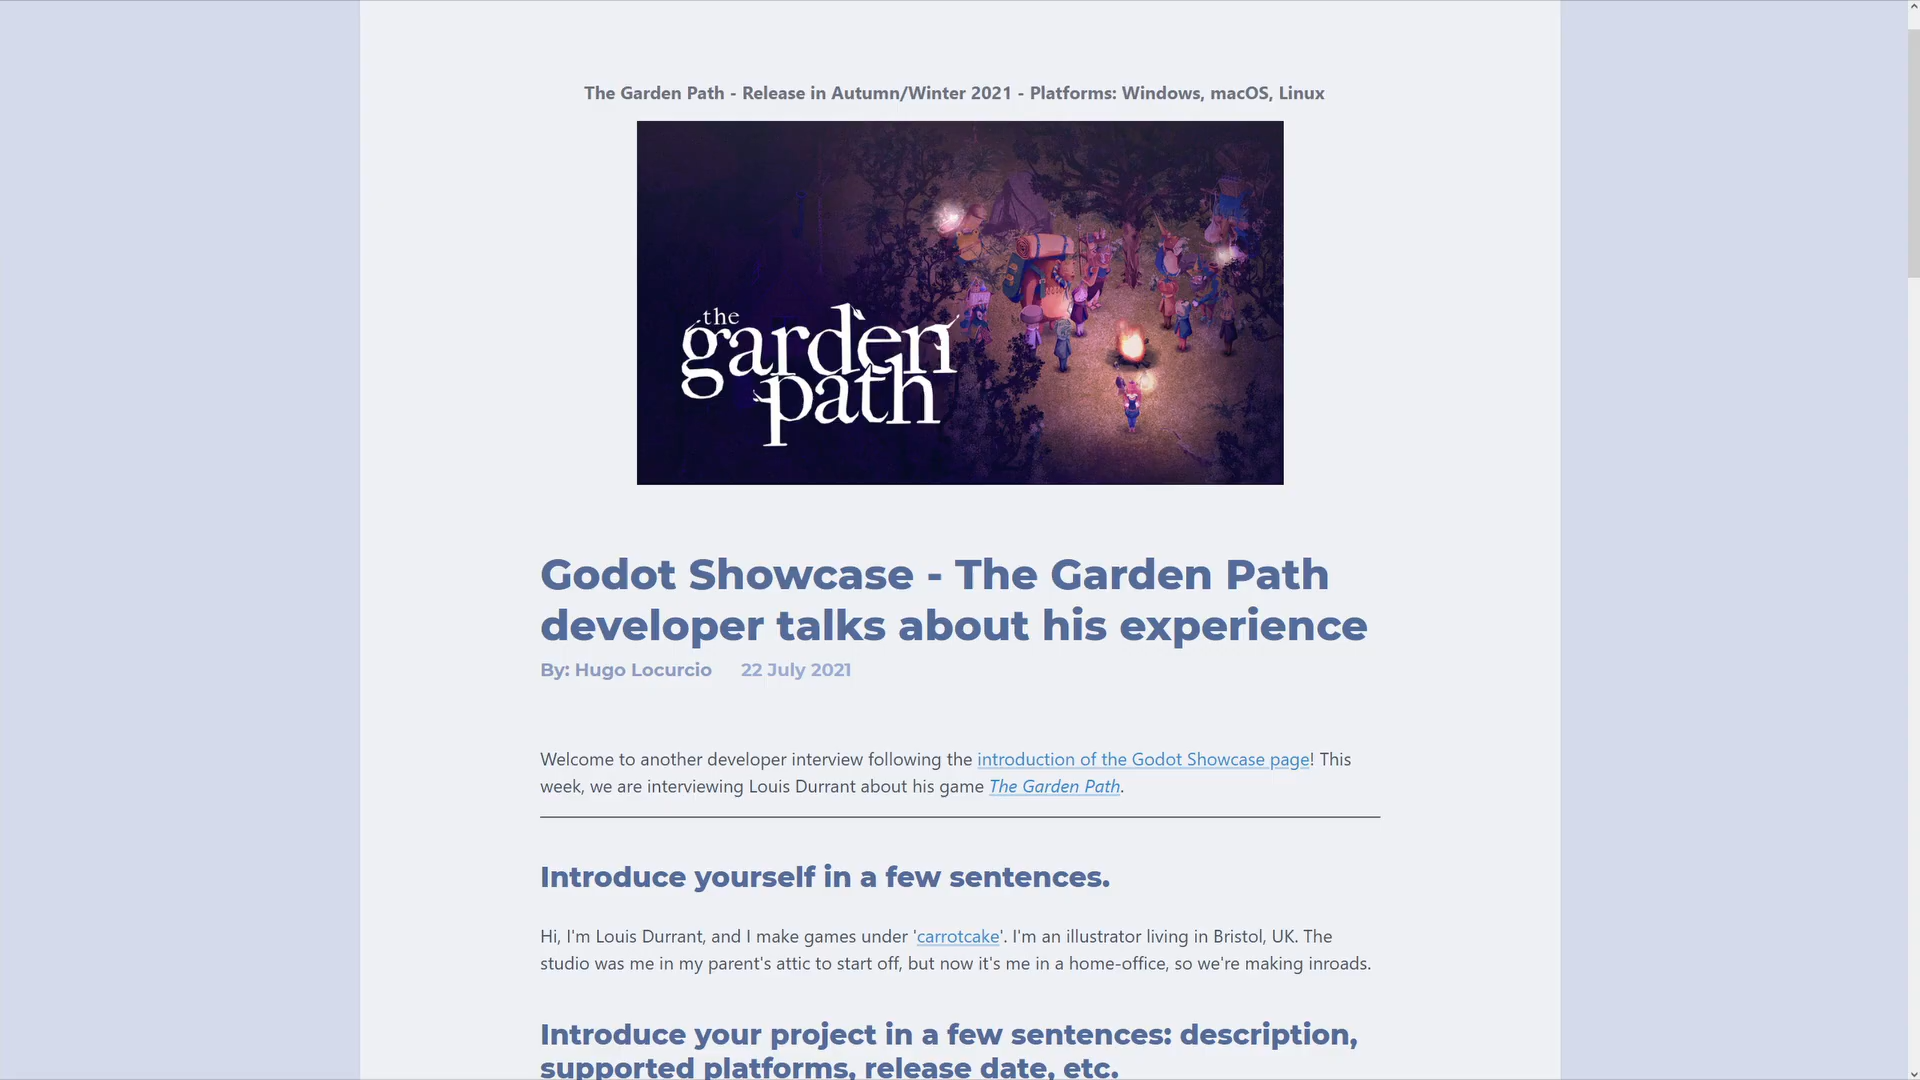 The Garden Path - Release in Autumn/Winter 2021 - Platforms: Windows, macOS, Linux
the
garden
path
Godot Showcase - The Garden Path
developer talks about his experience
By: Hugo Locurcio 22 July 2021
Welcome to another developer interview following the introduction of the Godot Showcase page! This
week, we are interviewing Louis Durrant about his game The Garden Path.
Introduce yourself in a few sentences.
Hi, I'm Louis Durrant, and I make games under 'carrotcake'. I'm an illustrator living in Bristol, UK. The
studio was me in my parent's attic to start off, but now it's me in a home-office, so we're making inroads.
Introduce your project in a few sentences: description,
supported platforms, release date, etc.